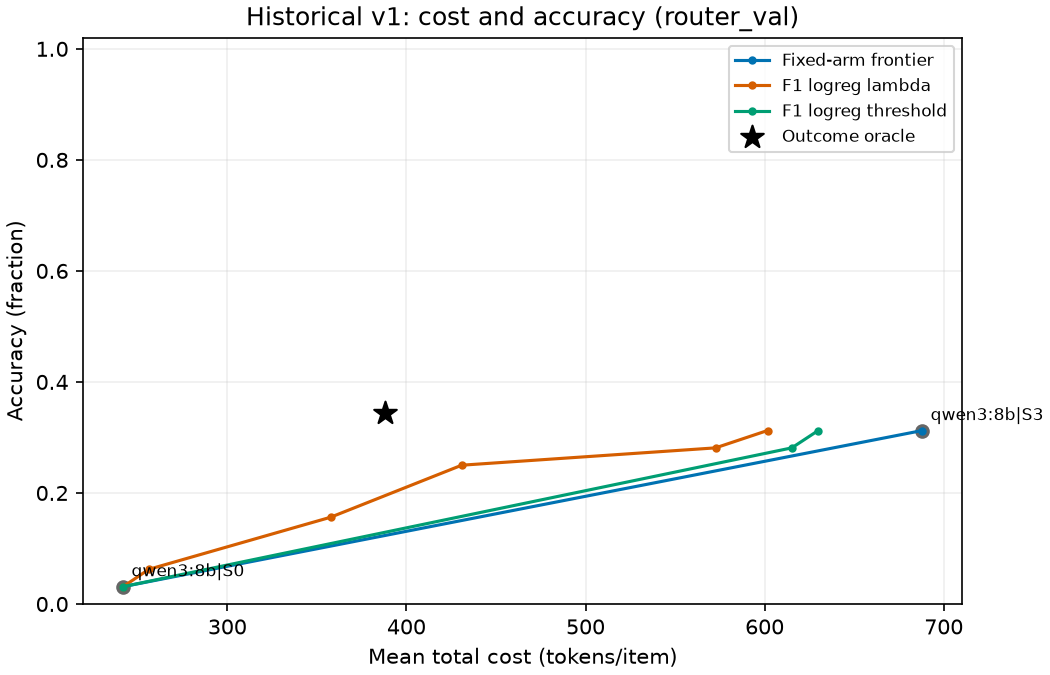 Historical v1: cost and accuracy (router_val)
Fixed-arm frontier
F1 logreg lambda
F1 logreg threshold
Outcome oracle
Accuracy (fraction)
1.0
0.8
0.6
0.4
0.2
0.0
qwen3:8b|S3
qwen3:8b|S0
300
400
500
600
700
Mean total cost (tokens/item)